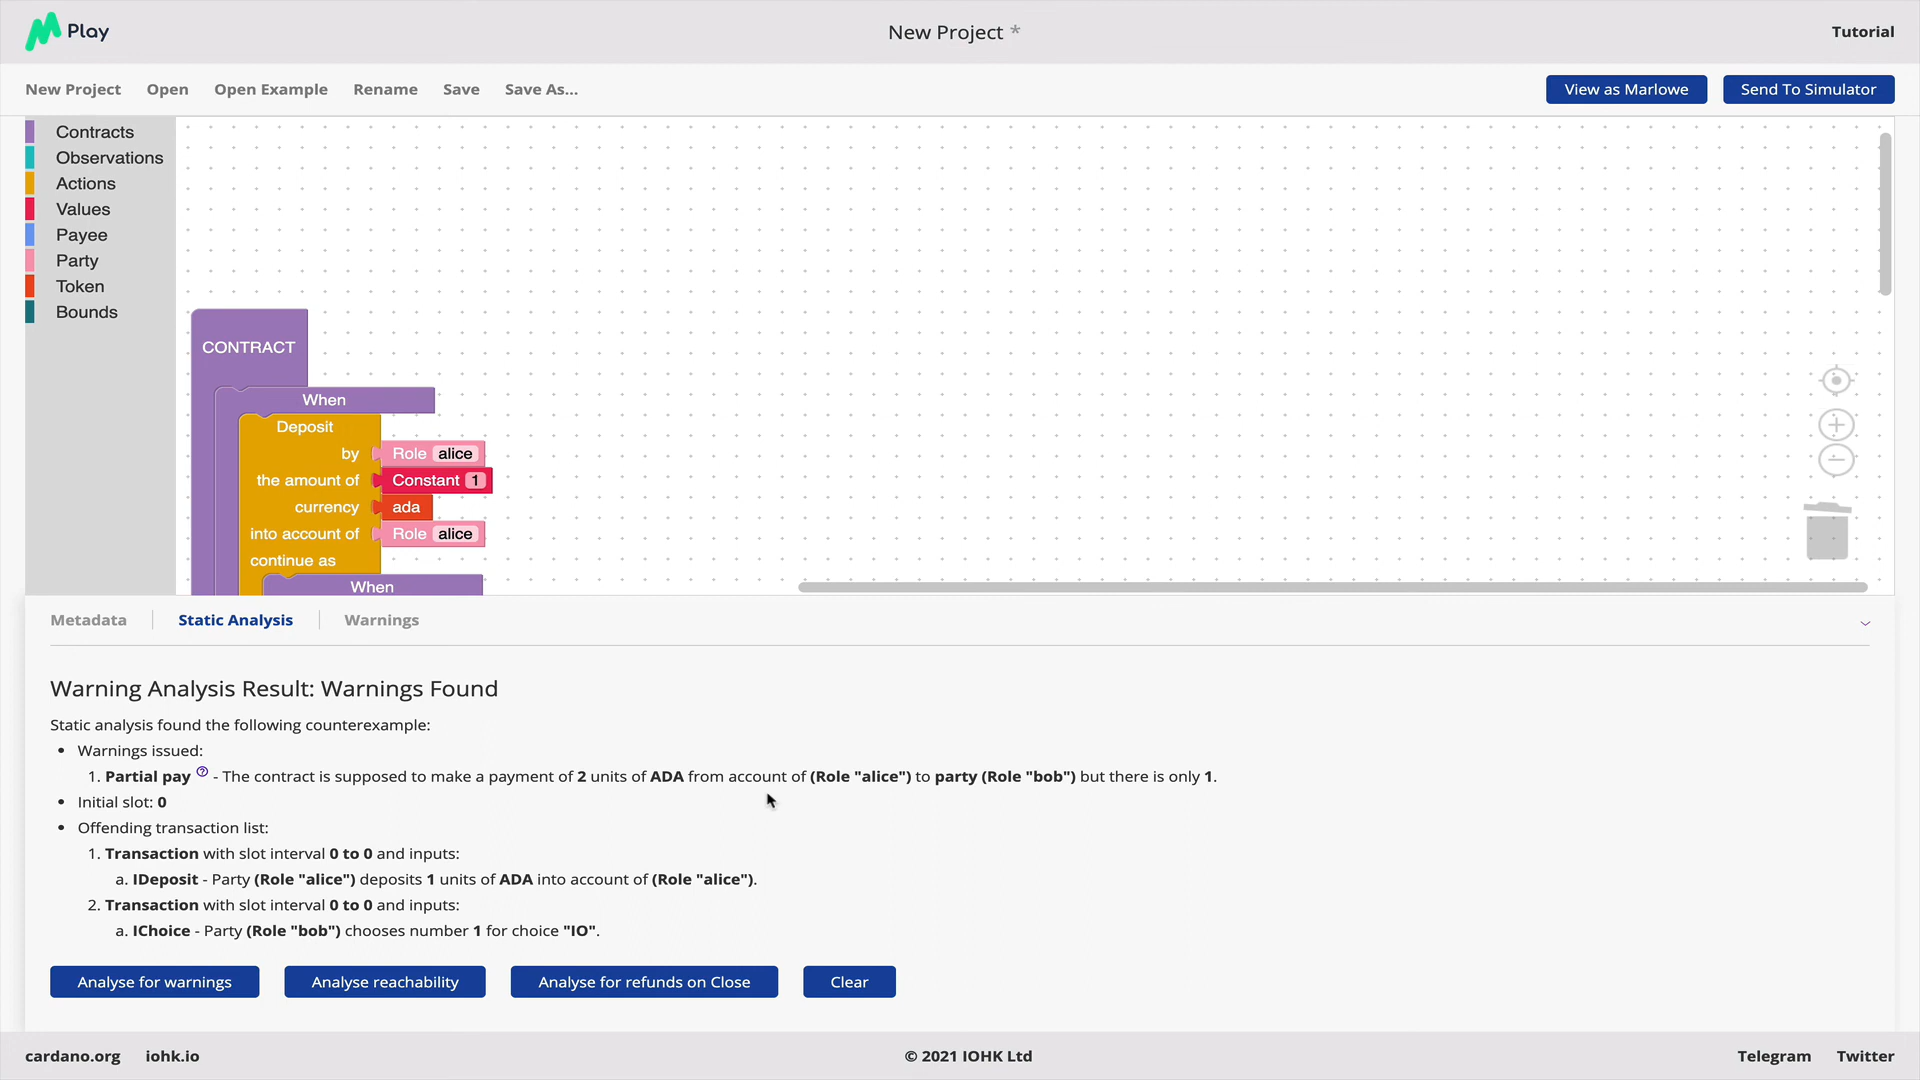 Play
New Project *
Tutorial
New Project Open Open Example Rename Save Save As...
View as Marlowe Send To Simulator
Contracts
Observations
Actions
Values
Payee
Party
Token
Bounds
CONTRACT
When
Deposit
by Role alice
the amount of Constant 1
currency ada
into account of Role alice
continue as
When
Metadata Static Analysis Warnings
Warning Analysis Result: Warnings Found
Static analysis found the following counterexample:
• Warnings issued:
1. Partial pay ? - The contract is supposed to make a payment of 2 units of ADA from account of (Role "alice") to party (Role "bob") but there is only 1.
• Initial slot: 0
• Offending transaction list:
1. Transaction with slot interval 0 to 0 and inputs:
a. IDeposit - Party (Role "alice") deposits 1 units of ADA into account of (Role "alice").
2. Transaction with slot interval 0 to 0 and inputs:
a. IChoice - Party (Role "bob") chooses number 1 for choice "IO".
Analyse for warnings Analyse reachability Analyse for refunds on Close Clear
cardano.org iohk.io
© 2021 IOHK Ltd
Telegram Twitter